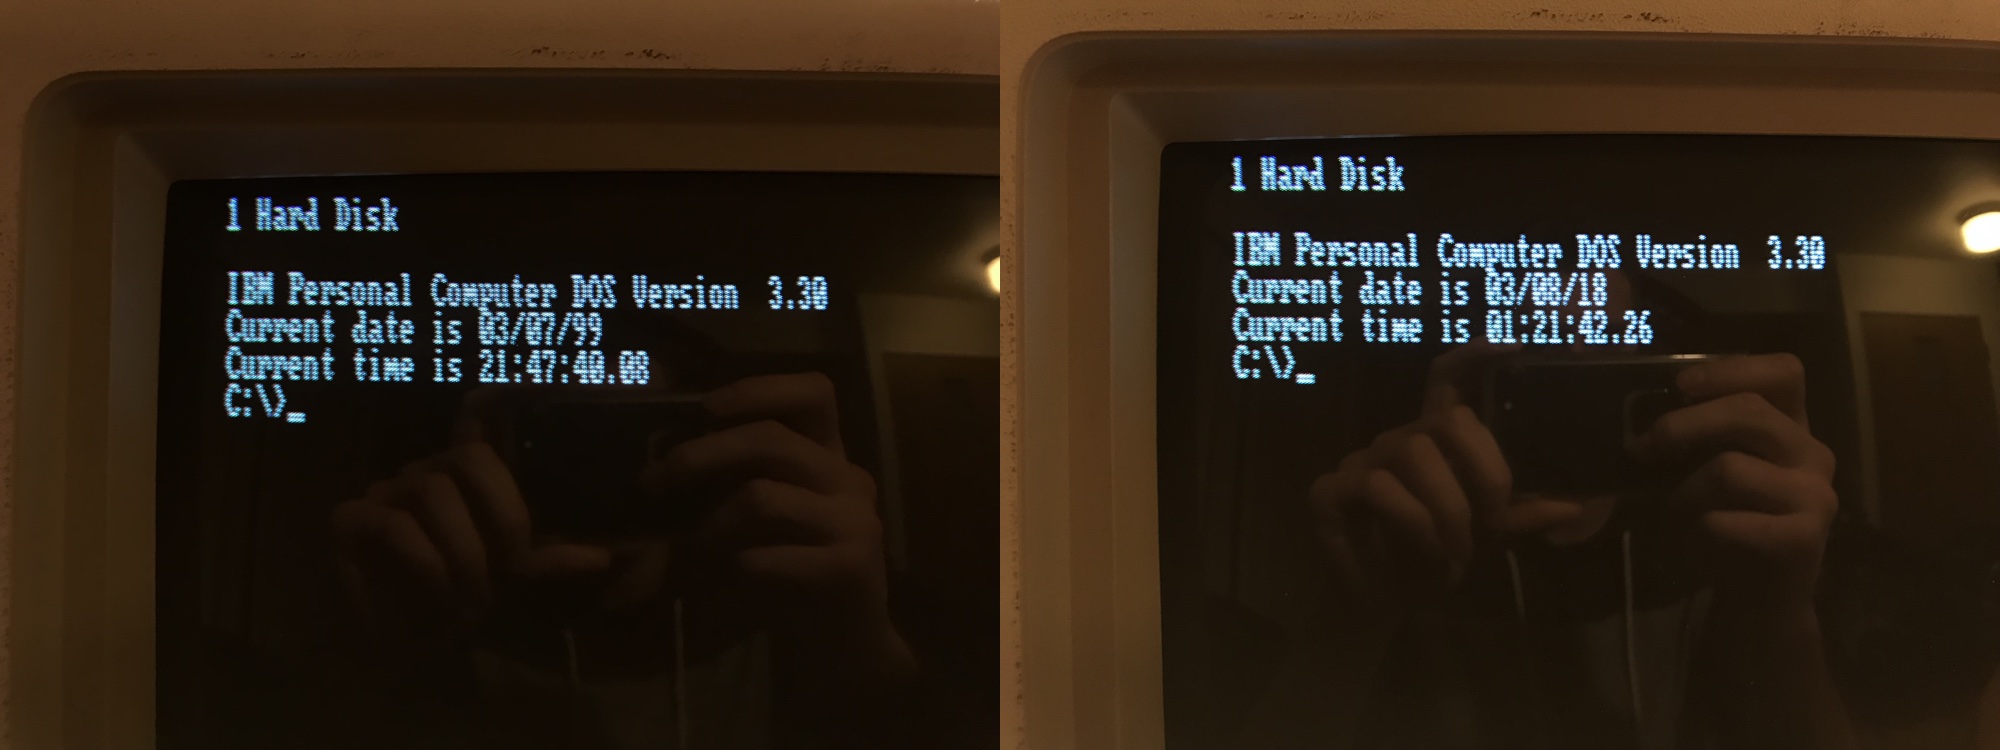 1 Hard Disk
IBM Personal Computer DOS Version  3.30
Current date is 03/07/99
Current time is 21:47:40.08
C:\>_
1 Hard Disk
IBM Personal Computer DOS Version  3.30
Current date is 03/08/18
Current time is 01:21:42.26
C:\>_